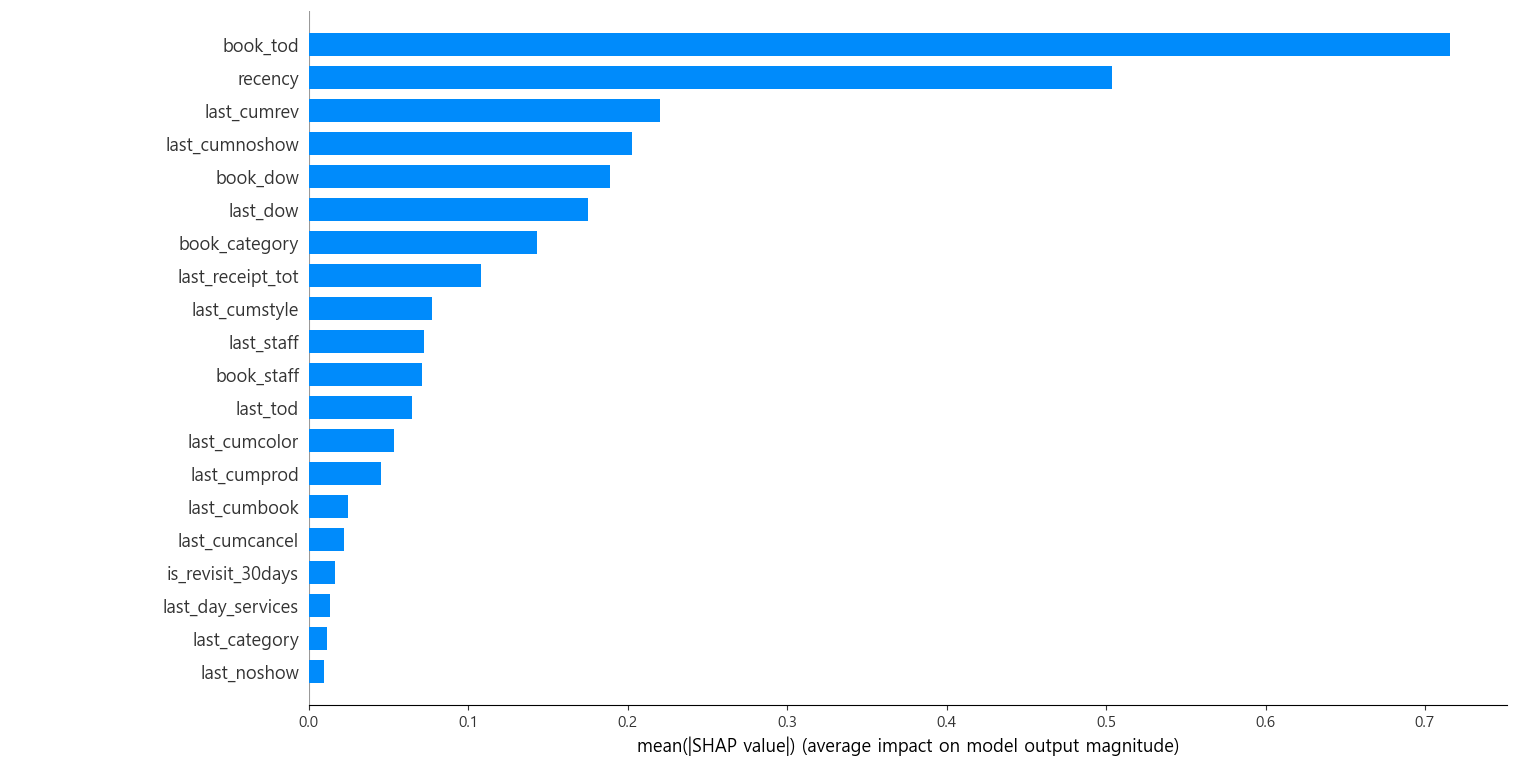 book_tod
recency
last_cumrev
last_cumnoshow
book_dow
last_dow
book_category
last_receipt_tot
last_cumstyle
last_staff
book_staff
last_tod
last_cumcolor
last_cumprod
last_cumbook
last_cumcancel
is_revisit_30days
last_day_services
last_category
last_noshow
0.0 0.1 0.2 0.3 0.4 0.5 0.6 0.7
mean(|SHAP value|) (average impact on model output magnitude)